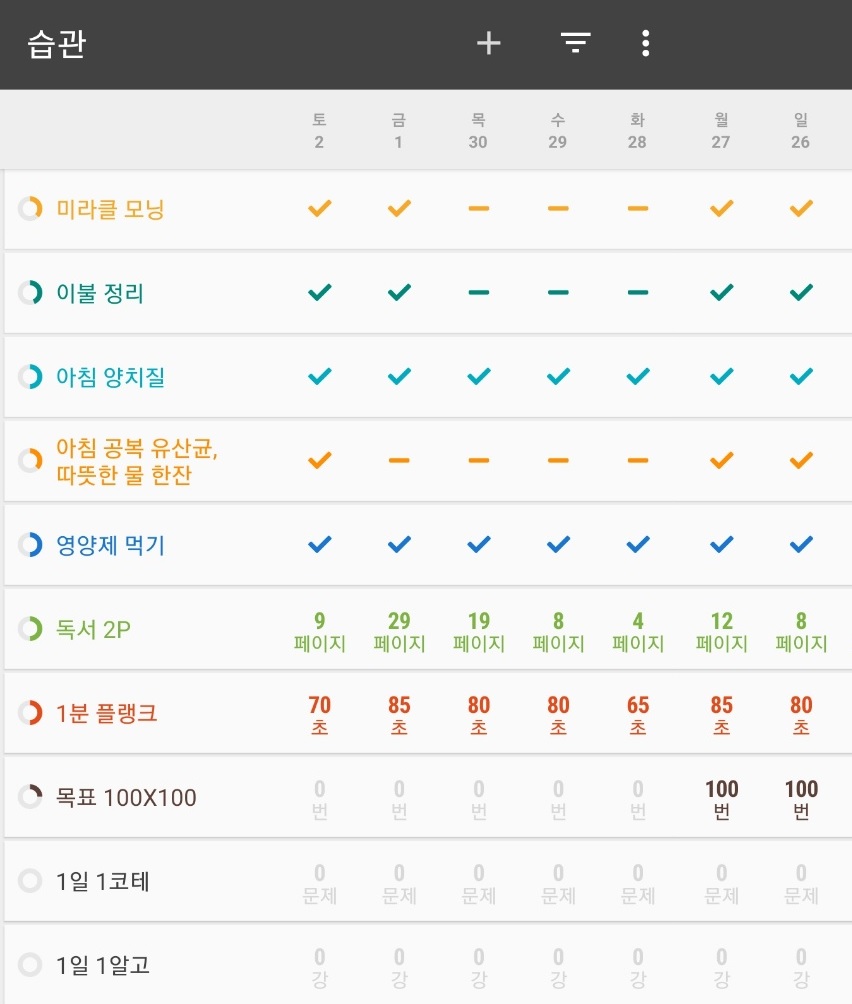 습관
토 금 목 수 화 월 일
2 1 30 29 28 27 26
미라클 모닝
이불 정리
아침 양치질
아침 공복 유산균,
따뜻한 물 한잔
영양제 먹기
독서 2P 9 29 19 8 4 12 8
페이지 페이지 페이지 페이지 페이지 페이지 페이지
1분 플랭크 70 85 80 80 65 85 80
초 초 초 초 초 초 초
목표 100X100 0 0 0 0 0 100 100
번 번 번 번 번 번 번
1일 1코테 0 0 0 0 0 0 0
문제 문제 문제 문제 문제 문제 문제
1일 1알고 0 0 0 0 0 0 0
강 강 강 강 강 강 강